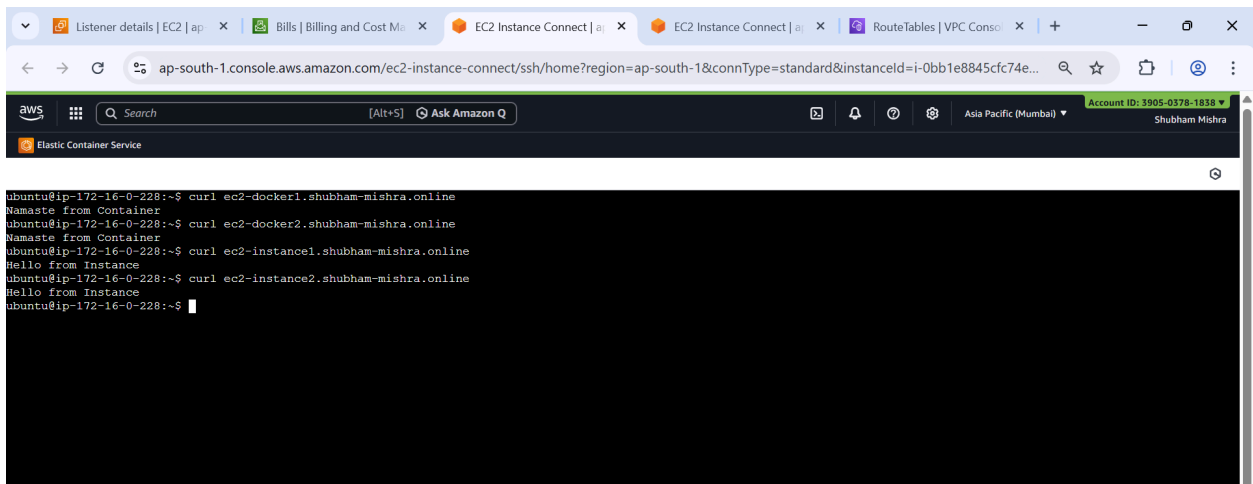 Listener details | EC2 | ap
Bills | Billing and Cost Ma
EC2 Instance Connect | a
EC2 Instance Connect | a
RouteTables | VPC Conso
ap-south-1.console.aws.amazon.com/ec2-instance-connect/ssh/home?region=ap-south-1&connType=standard&instanceId=i-0bb1e8845cfc74e...
aws
Search
[Alt+S]
Ask Amazon Q
Asia Pacific (Mumbai)
Account ID: 3905-0378-1838
Shubham Mishra
Elastic Container Service
ubuntu@ip-172-16-0-228:~$ curl ec2-docker1.shubham-mishra.online
Namaste from Container
ubuntu@ip-172-16-0-228:~$ curl ec2-docker2.shubham-mishra.online
Namaste from Container
ubuntu@ip-172-16-0-228:~$ curl ec2-instance1.shubham-mishra.online
Hello from Instance
ubuntu@ip-172-16-0-228:~$ curl ec2-instance2.shubham-mishra.online
Hello from Instance
ubuntu@ip-172-16-0-228:~$